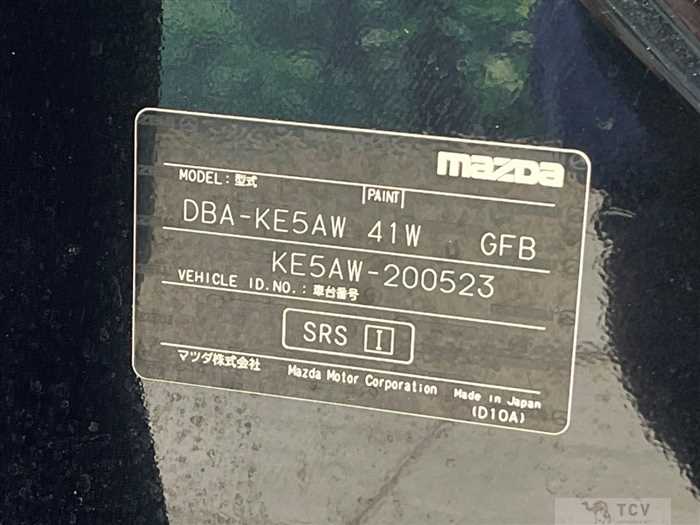 mazda
MODEL: 型式
PAINT
DBA-KE5AW 41W GFB
KE5AW-200523
VEHICLE ID.NO.: 車台番号
SRS I
マツダ株式会社 Mazda Motor Corporation Made in Japan
(D10A)
TCV